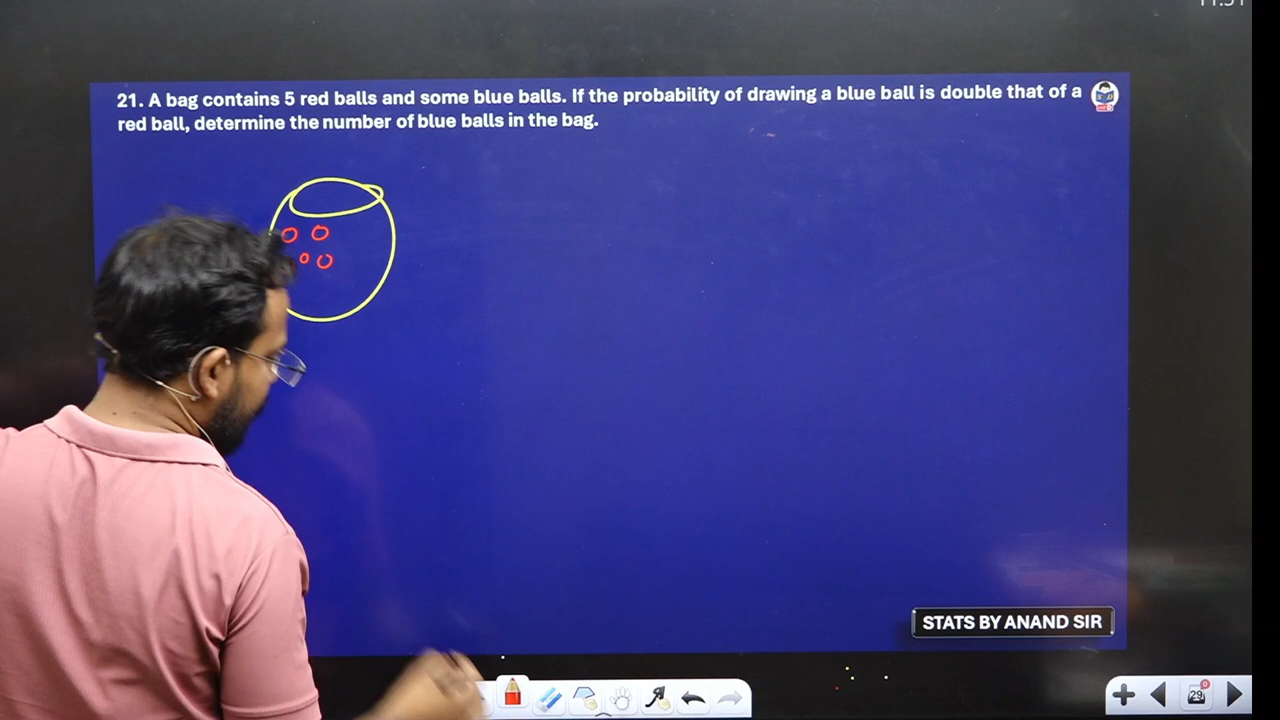 21. A bag contains 5 red balls and some blue balls. If the probability of drawing a blue ball is double that of a
red ball, determine the number of blue balls in the bag.
STATS BY ANAND SIR
29